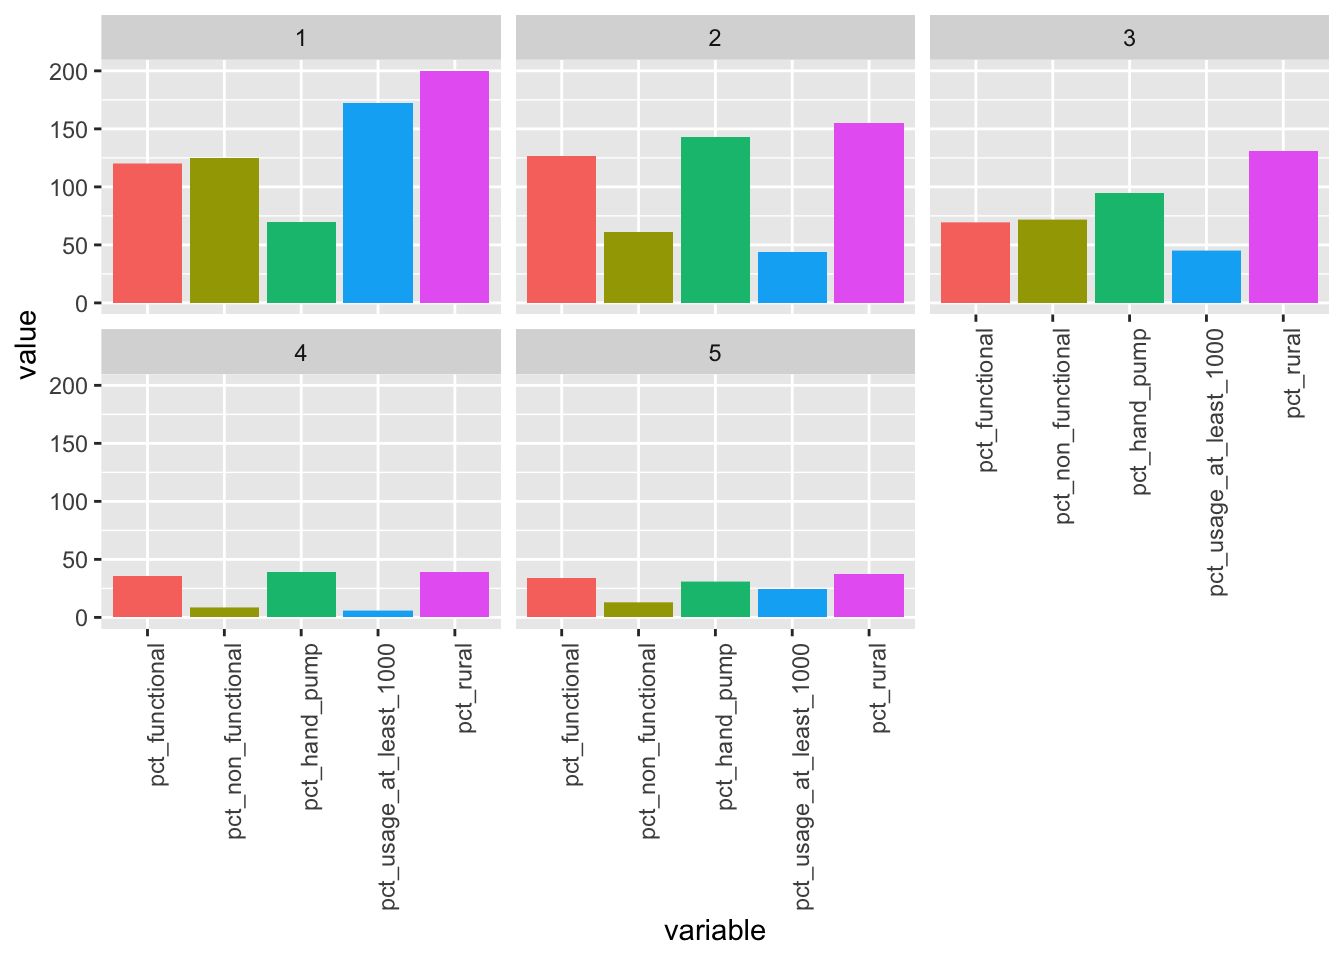 1
2
3
200
150
100
50
0
value
pct_functional
pct_non_functional
pct_hand_pump
pct_usage_at_least_1000
pct_rural
4
5
200
150
100
50
0
pct_functional
pct_non_functional
pct_hand_pump
pct_usage_at_least_1000
pct_rural
pct_functional
pct_non_functional
pct_hand_pump
pct_usage_at_least_1000
pct_rural
variable